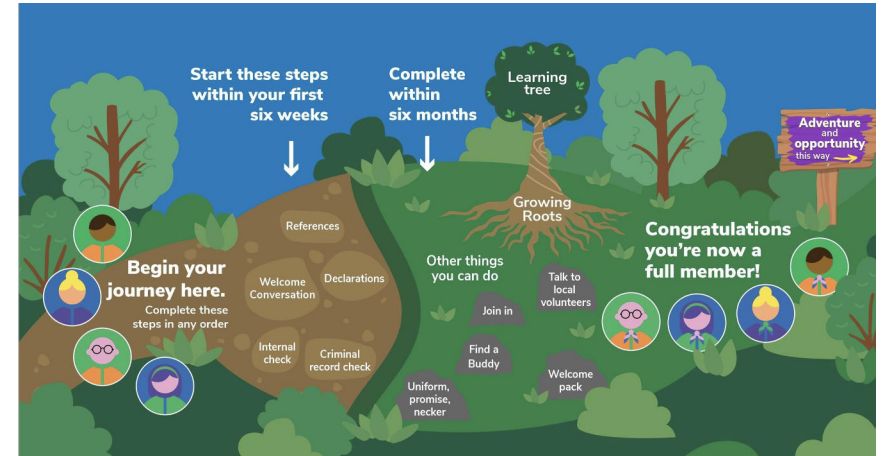 Start these steps
within your first
six weeks
Complete
within
six months
Learning
tree
Growing
Roots
Adventure
and
opportunity
this way
Begin your
journey here.
Complete these
steps in any order
References
Welcome
Conversation
Declarations
Internal
check
Criminal
record check
Other things
you can do
Talk to
local
volunteers
Join in
Find a
Buddy
Uniform,
promise,
necker
Welcome
pack
Congratulations
you're now a
full member!